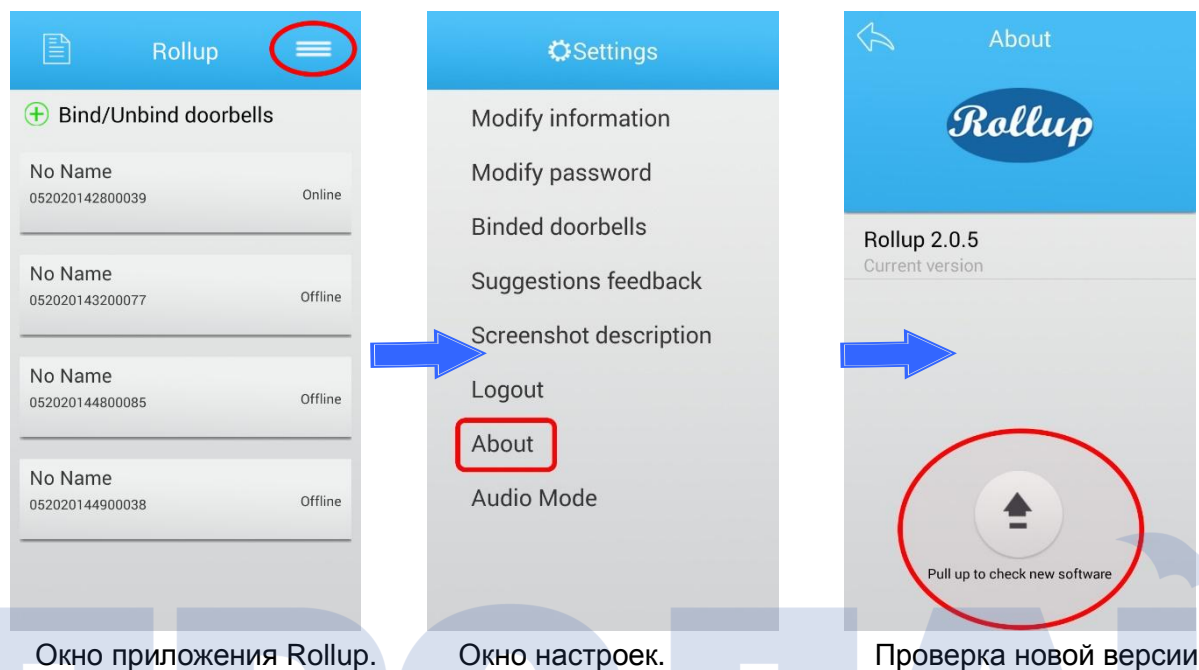 Rollup
Bind/Unbind doorbells
No Name
052020142800039
Online
No Name
052020143200077
Offline
No Name
052020144800085
Offline
No Name
052020144900038
Offline
Окно приложения Rollup.
Settings
Modify information
Modify password
Binded doorbells
Suggestions feedback
Screenshot description
Logout
About
Audio Mode
Окно настроек.
About
Rollup
Rollup 2.0.5
Current version
Pull up to check new software
Проверка новой версии